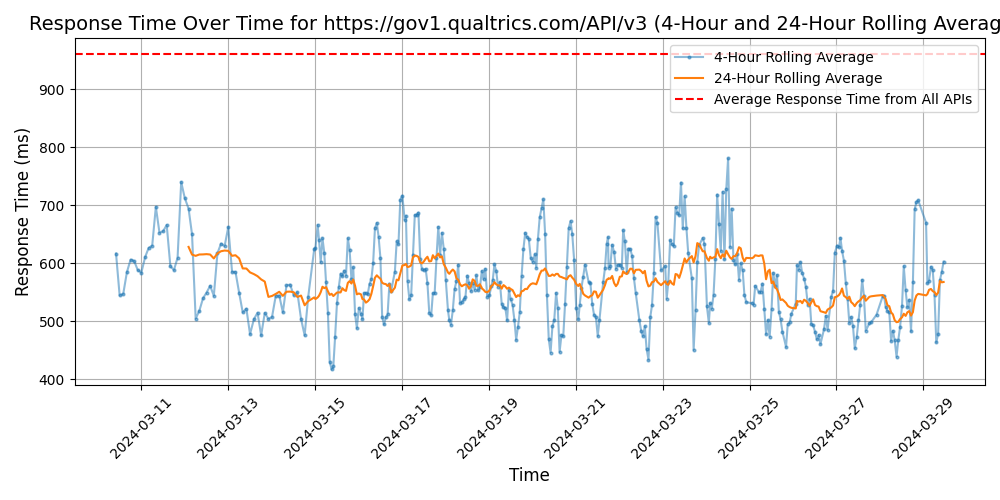 Response Time Over Time for https://gov1.qualtrics.com/API/v3 (4-Hour and 24-Hour Rolling Averag
4-Hour Rolling Average
24-Hour Rolling Average
Average Response Time from All APIs
Response Time (ms)
900
800
700
600
500
400
2024-03-11
2024-03-13
2024-03-15
2024-03-17
2024-03-19
2024-03-21
2024-03-23
2024-03-25
2024-03-27
2024-03-29
Time